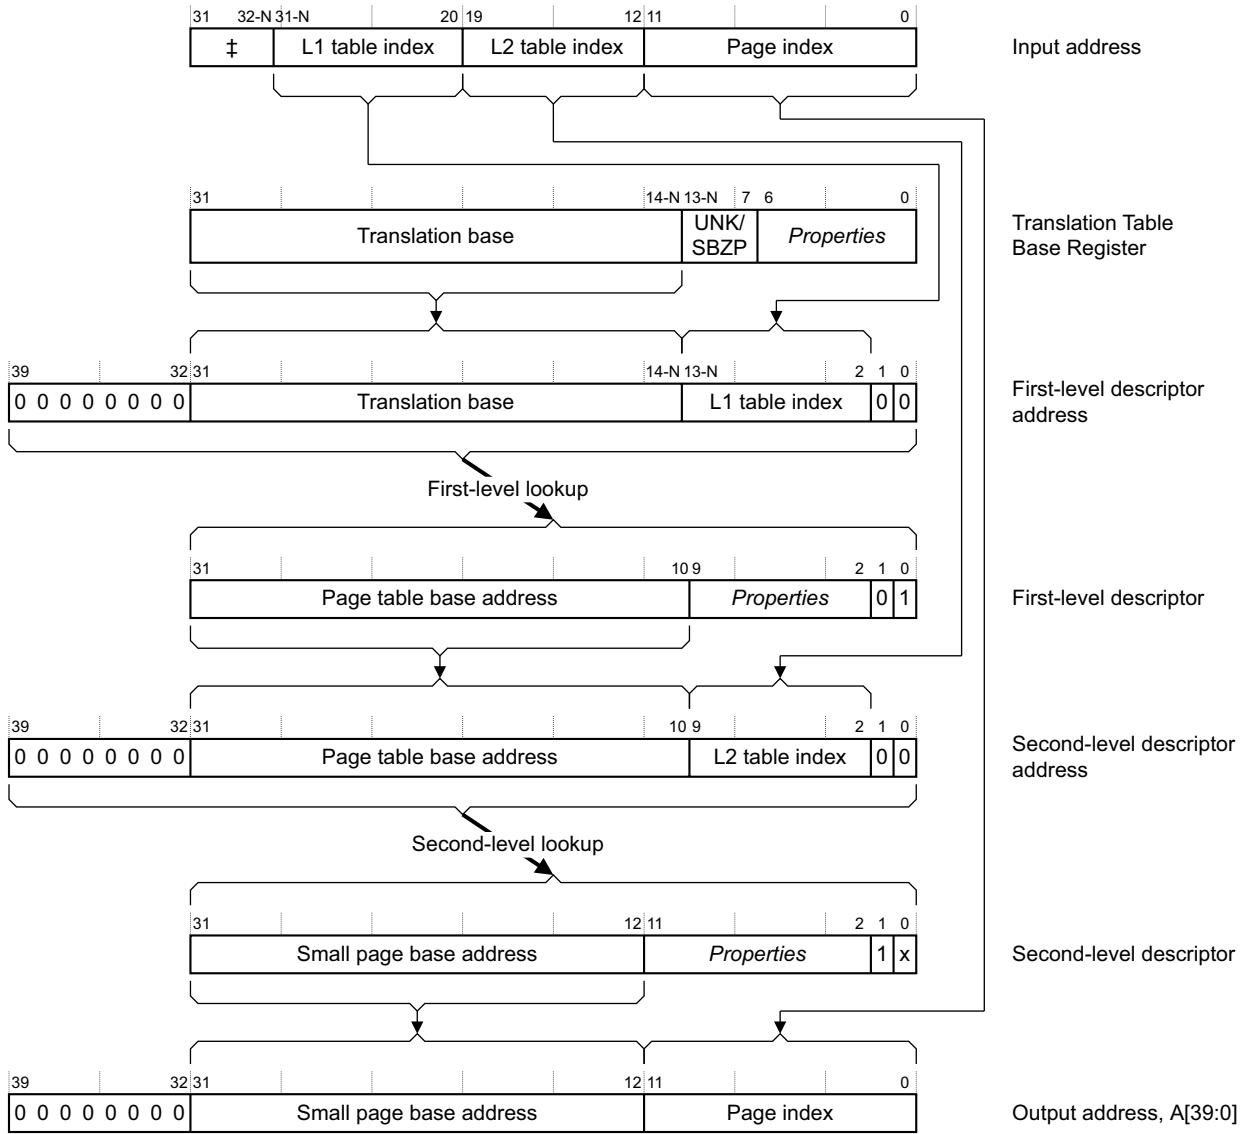 31 32-N 31-N 20 19 12 11 0
‡ L1 table index L2 table index Page index Input address
31 14-N 13-N 7 6 0
Translation base UNK/ SBZP Properties Translation Table Base Register
39 32 31 14-N 13-N 2 1 0
0 0 0 0 0 0 0 0 Translation base L1 table index 0 0 First-level descriptor address
First-level lookup
31 10 9 2 1 0
Page table base address Properties 0 1 First-level descriptor
39 32 31 10 9 2 1 0
0 0 0 0 0 0 0 0 Page table base address L2 table index 0 0 Second-level descriptor address
Second-level lookup
31 12 11 2 1 0
Small page base address Properties 1 x Second-level descriptor
39 32 31 12 11 0
0 0 0 0 0 0 0 0 Small page base address Page index Output address, A[39:0]